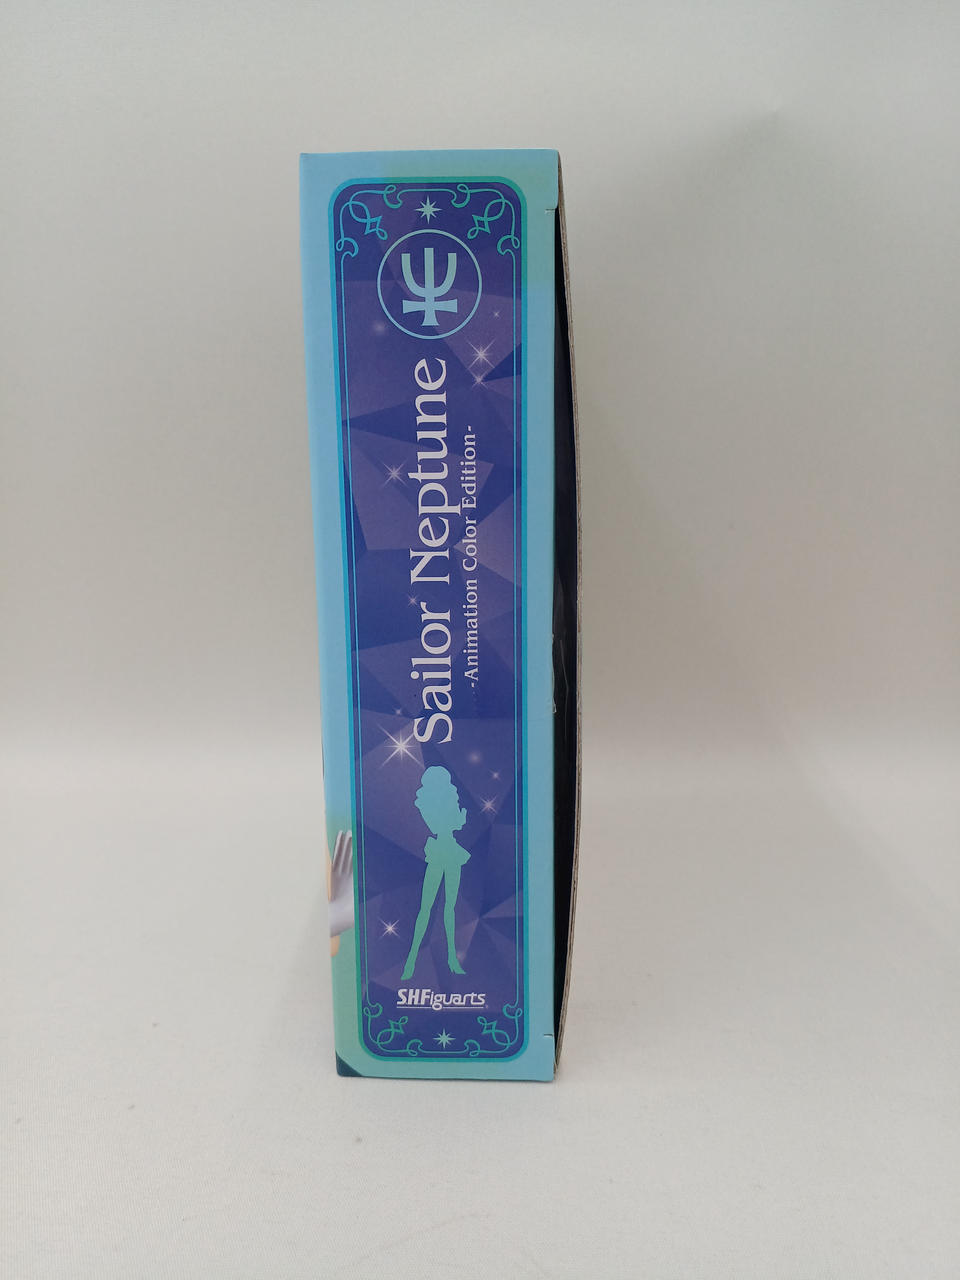 Sailor Neptune
-Animation Color Edition-
SHFiguarts